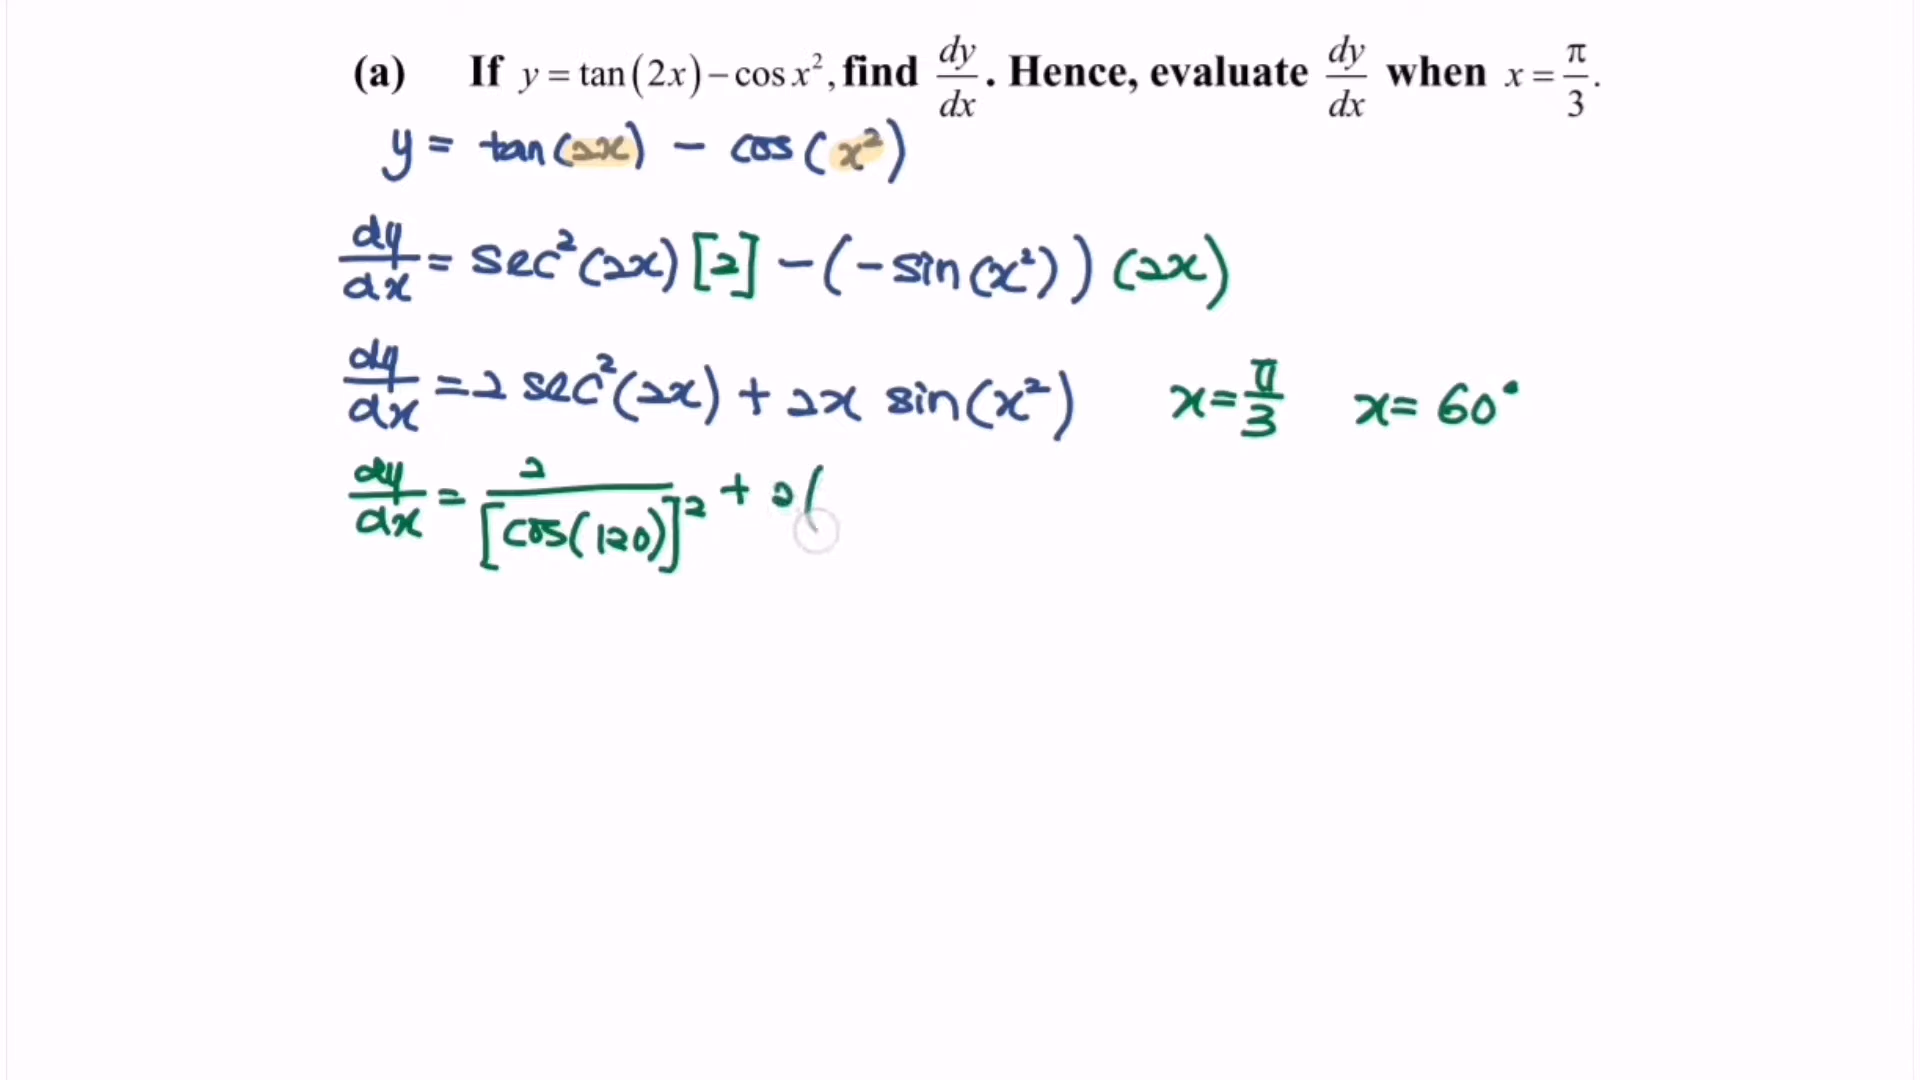 (a) If y = tan(2x) − cos x², find dy/dx. Hence, evaluate dy/dx when x = π/3.
y = tan(2x) − cos(x²)
dy/dx = sec²(2x)[2] − (−sin(x²))(2x)
dy/dx = 2 sec²(2x) + 2x sin(x²) x = π/3 x = 60°
dy/dx = 2/[cos(120)]² + 2(